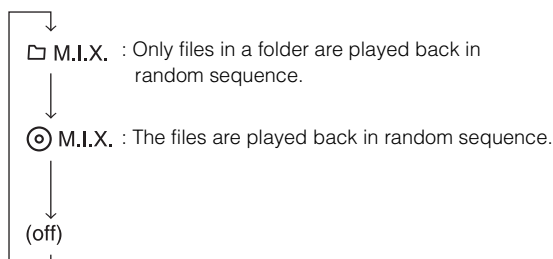 M.I.X. : Only files in a folder are played back in
random sequence.
M.I.X. : The files are played back in random sequence.
(off)